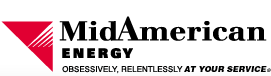 MidAmerican
ENERGY
OBSESSIVELY, RELENTLESSLY AT YOUR SERVICE®